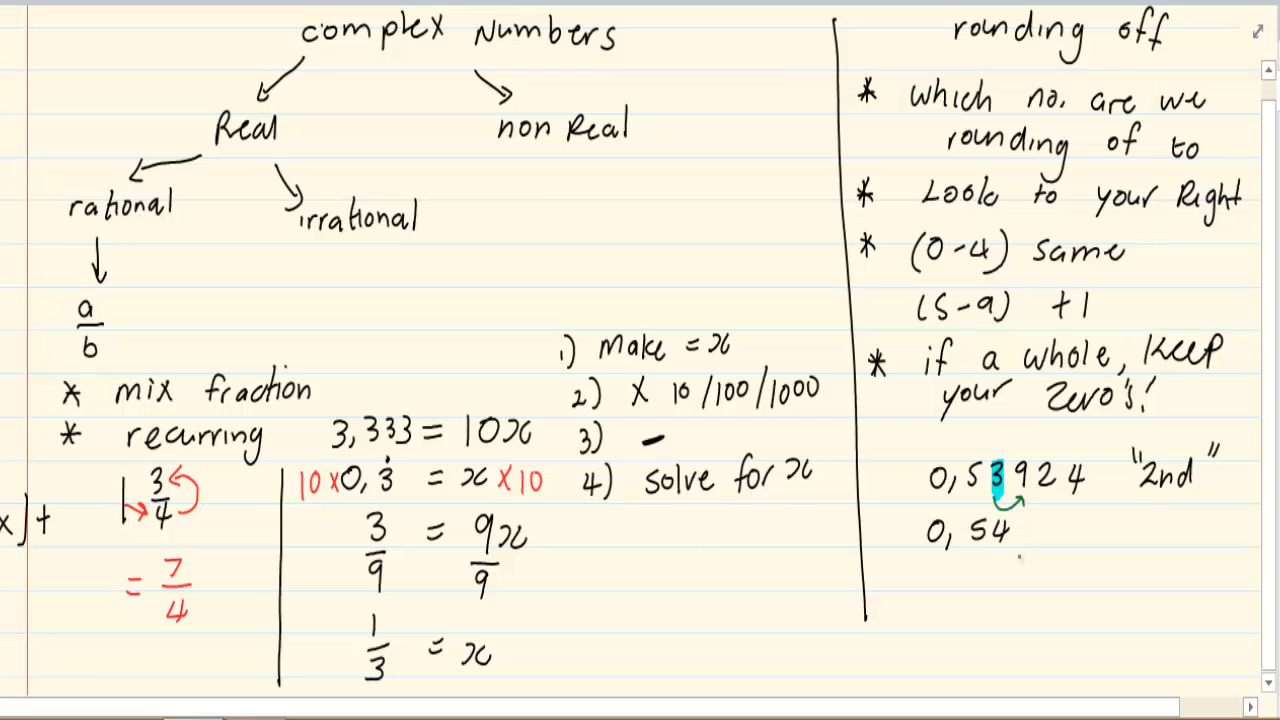 complex Numbers
Real
non Real
rational
irrational
a
b
* mix fraction
* recurring
1 3/4
x] +
= 7/4
1) make = x
2) X 10/100/1000
3) -
4) solve for x
3,333 = 10x
10x0,3̇ = x x10
3/9 = 9x/9
1/3 = x
rounding off
* which no. are we
rounding of to
* Look to your Right
* (0-4) same
(5-9) +1
* if a whole, Keep
your Zero's!
0,53924 "2nd"
0,54